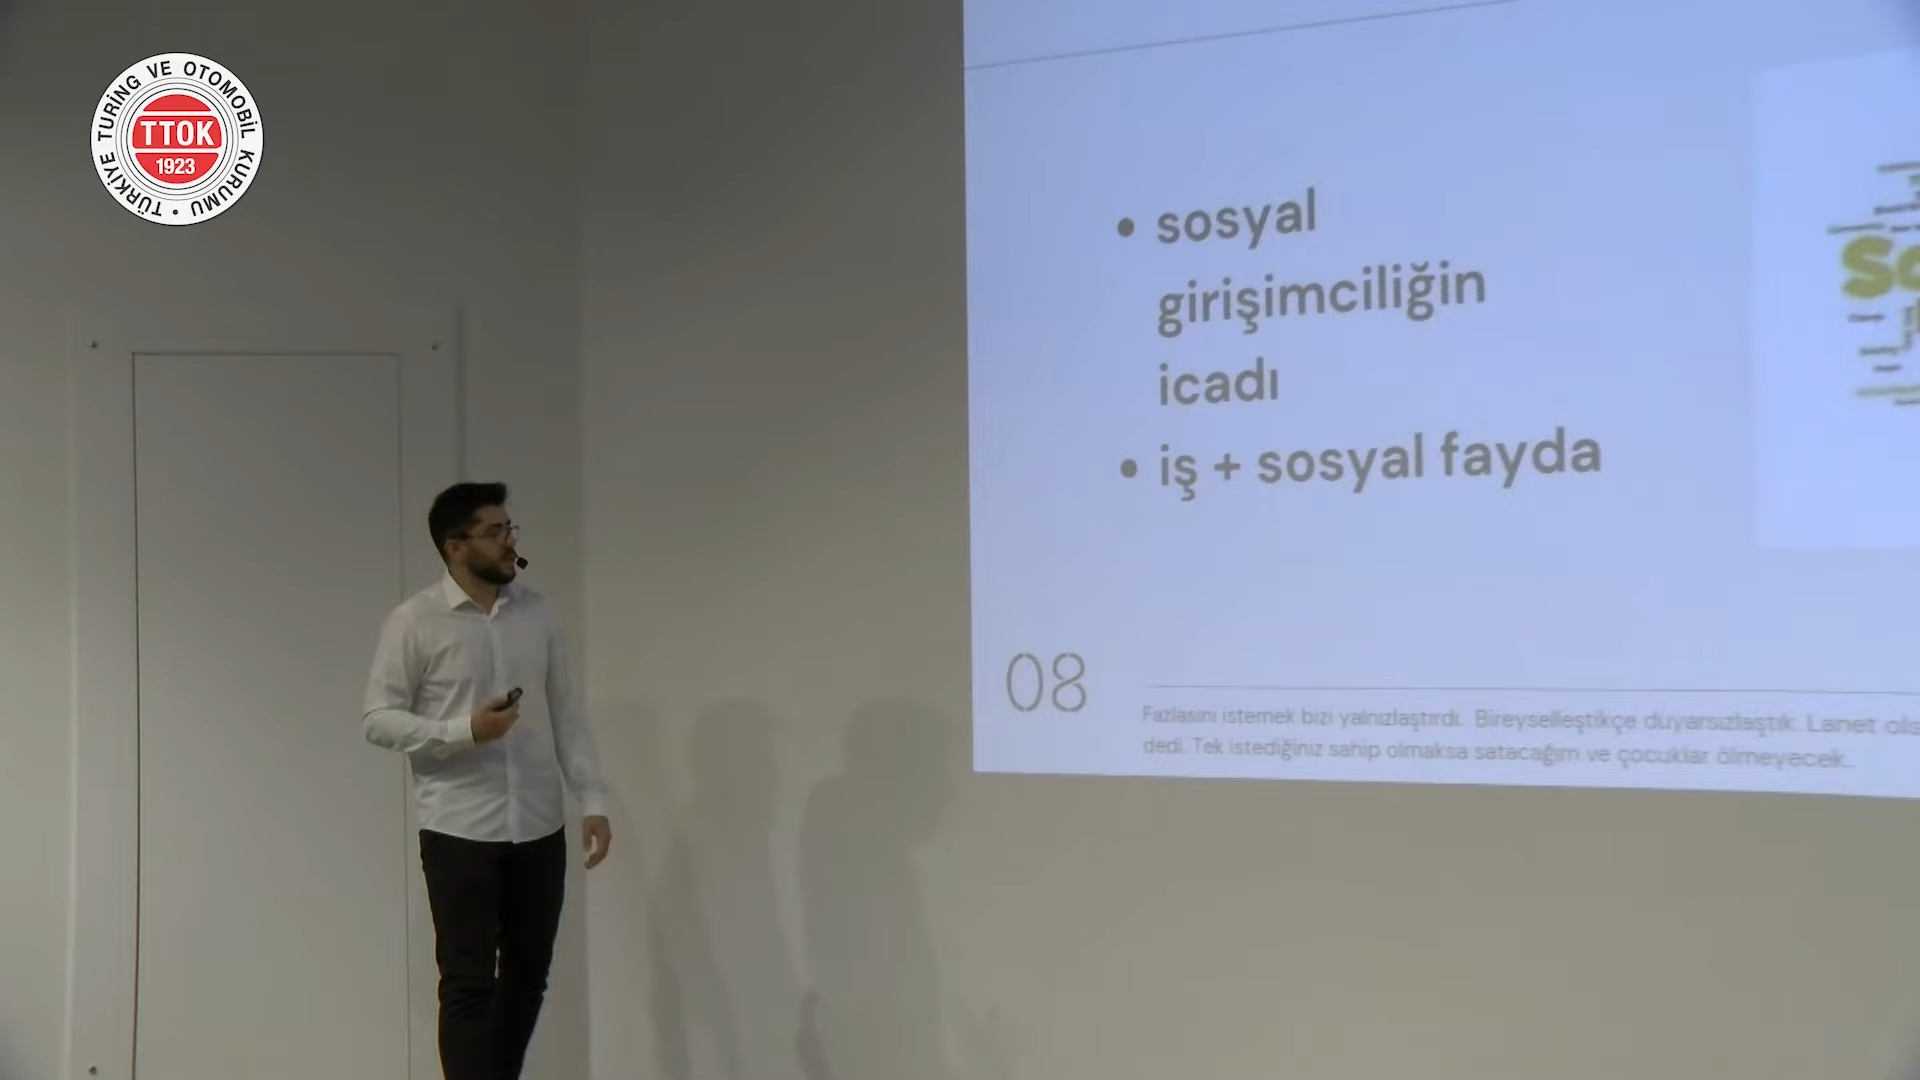 TÜRKİYE TURİNG VE OTOMOBİL KURUMU
TTOK
1923
sosyal
girişimciliğin
icadı
iş + sosyal fayda
08
Fazlasını istemek bizi yalnızlaştırdı. Bireyselleştikçe duyarsızlaştık. Lanet ols
dedi. Tek istediğiniz sahip olmaksa satacağım ve çocuklar ölmeyecek..